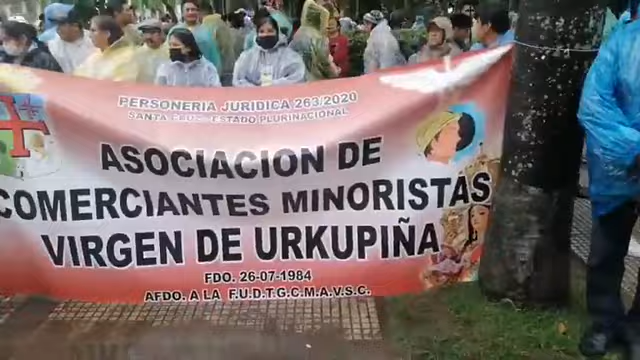 PERSONERIA JURIDICA 263/2020
SANTA CRUZ - ESTADO PLURINACIONAL
ASOCIACION DE
COMERCIANTES MINORISTAS
VIRGEN DE URKUPIÑA
FDO. 26-07-1984
AFDO. A LA F.U.D.T.G.C.M.A.V.S.C.